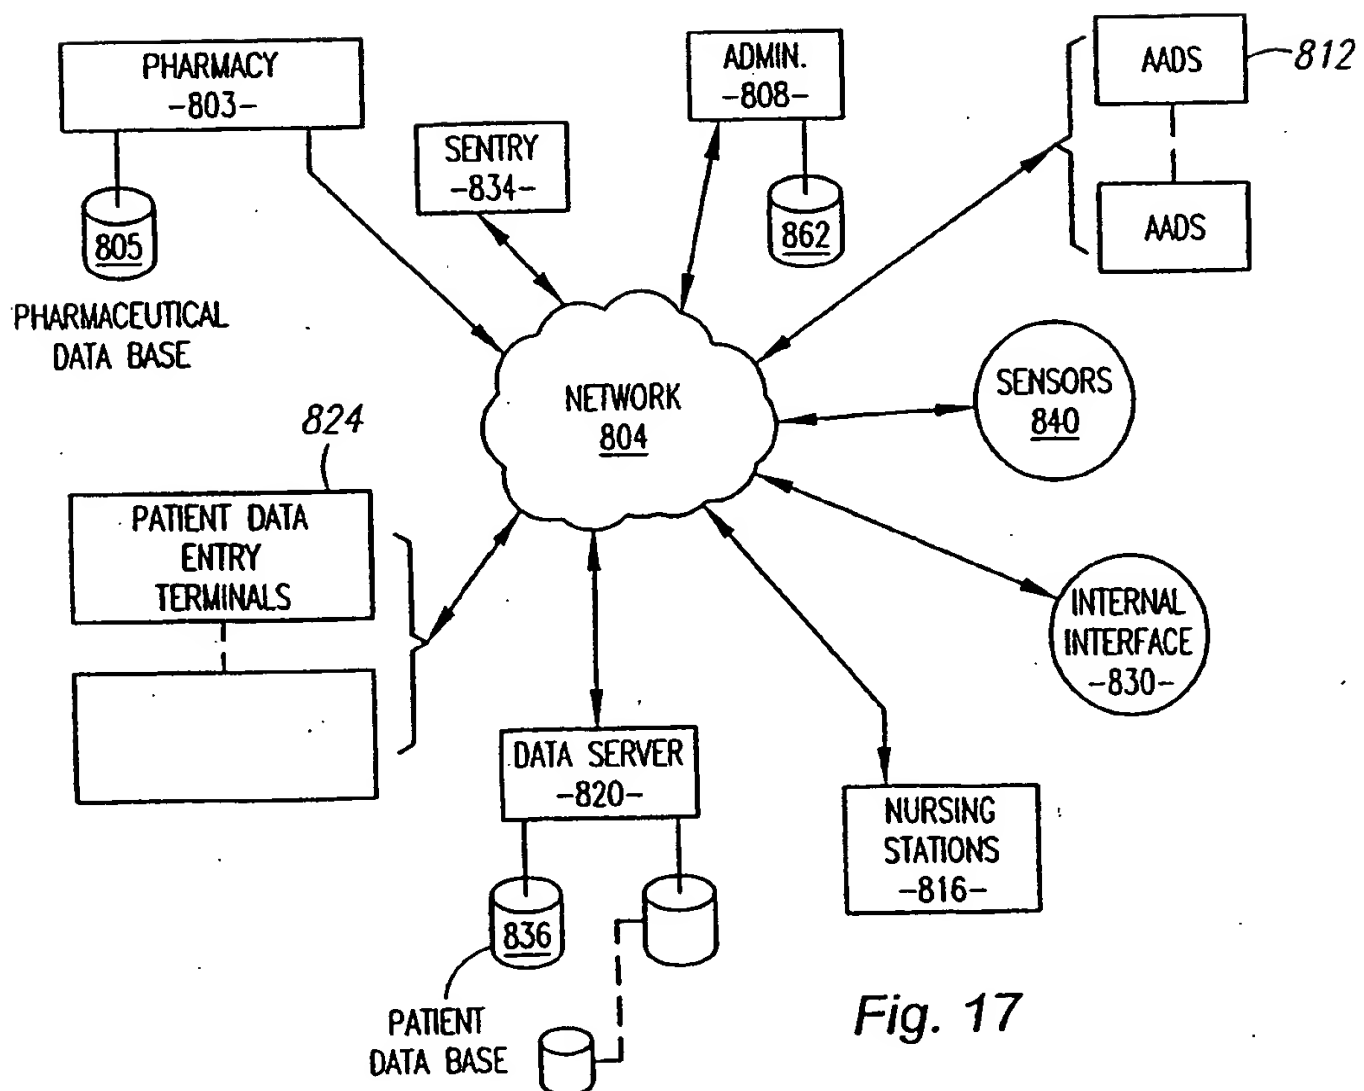 PHARMACY
-803-
805
PHARMACEUTICAL
DATA BASE
SENTRY
-834-
ADMIN.
-808-
862
AADS
812
AADS
NETWORK
804
SENSORS
840
824
PATIENT DATA
ENTRY
TERMINALS
INTERNAL
INTERFACE
-830-
DATA SERVER
-820-
836
PATIENT
DATA BASE
NURSING
STATIONS
-816-
Fig. 17